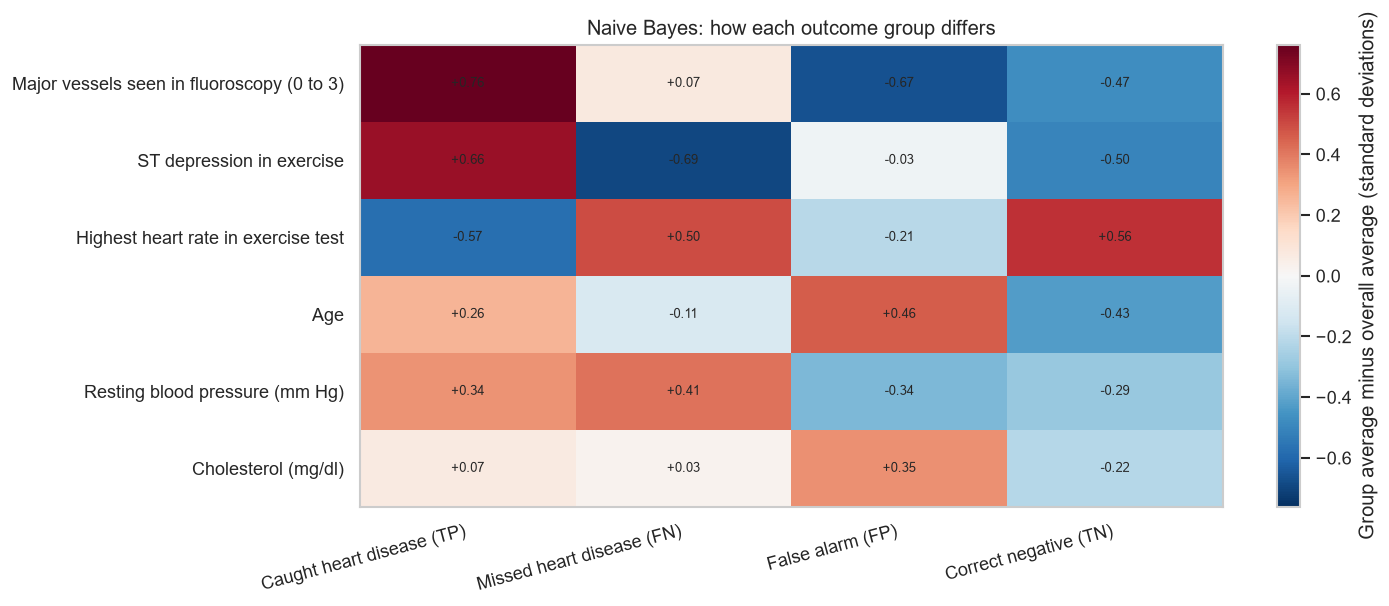 Naive Bayes: how each outcome group differs
Major vessels seen in fluoroscopy (0 to 3)
+0.07 -0.67 -0.47
ST depression in exercise
+0.66 -0.69 -0.03 -0.50
Highest heart rate in exercise test
-0.57 +0.50 -0.21 +0.56
Age
+0.26 -0.11 +0.46 -0.43
Resting blood pressure (mm Hg)
+0.34 +0.41 -0.34 -0.29
Cholesterol (mg/dl)
+0.07 +0.03 +0.35 -0.22
Caught heart disease (TP)
Missed heart disease (FN)
False alarm (FP)
Correct negative (TN)
0.6
0.4
0.2
0.0
−0.2
−0.4
−0.6
Group average minus overall average (standard deviations)